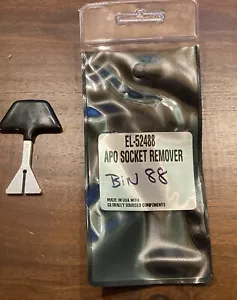 EL-52488
APO SOCKET REMOVER
BIN 88
MADE IN USA WITH
GLOBALLY SOURCED COMPONENTS